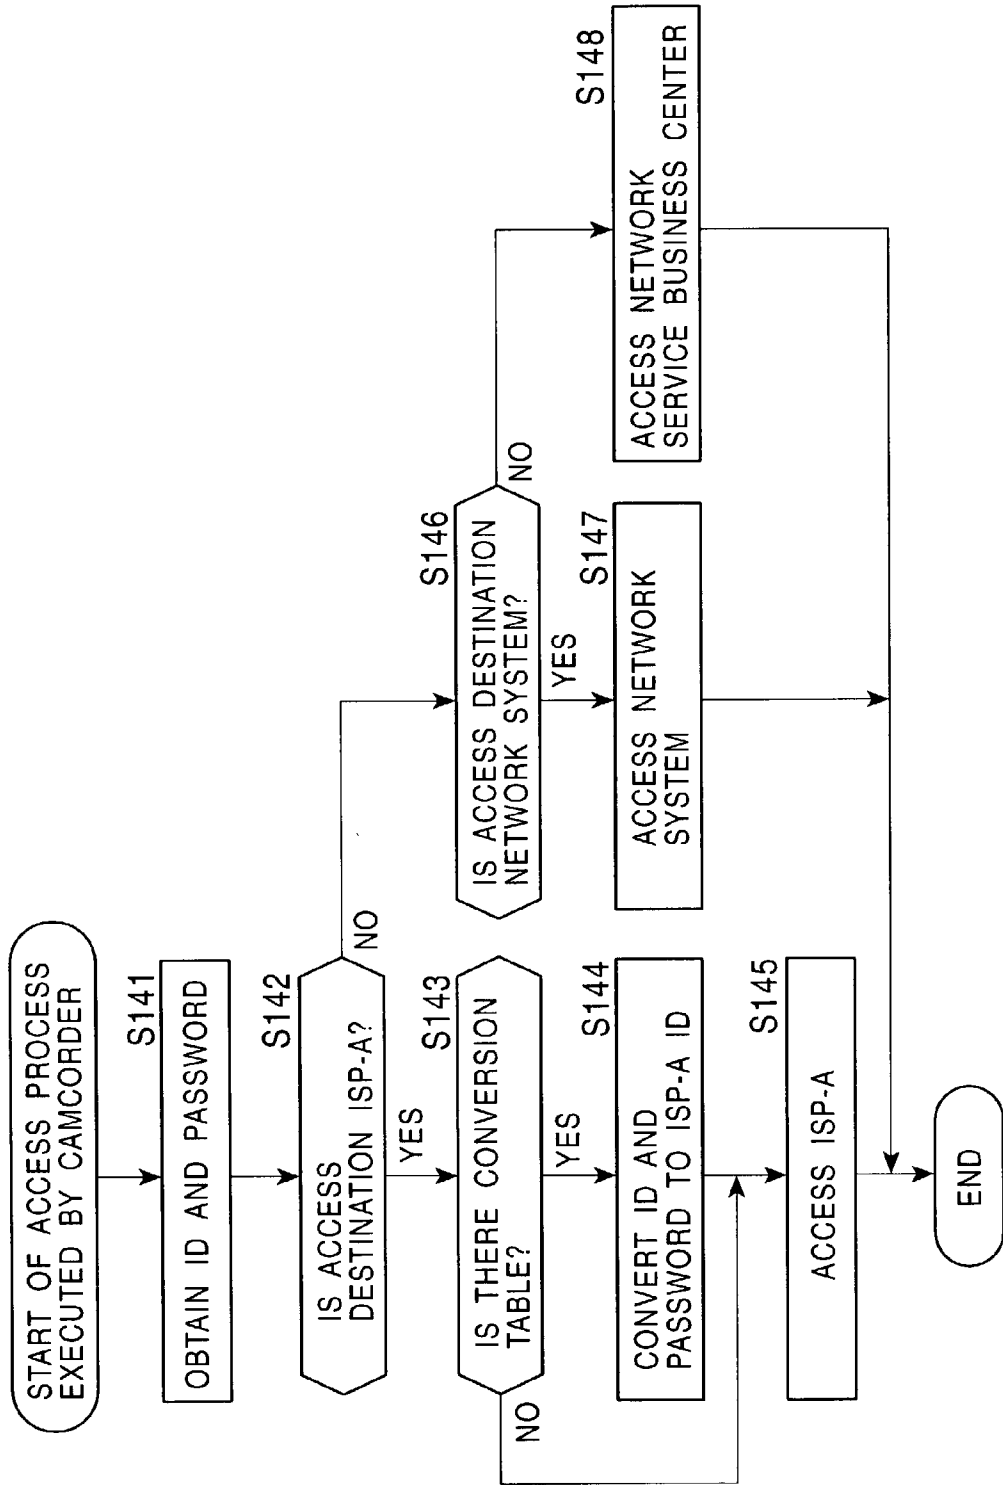 START OF ACCESS PROCESS
EXECUTED BY CAMCORDER
S141
OBTAIN ID AND PASSWORD
S142
IS ACCESS
DESTINATION ISP-A?
NO
YES
S143
IS THERE CONVERSION
TABLE?
NO
YES
S144
CONVERT ID AND
PASSWORD TO ISP-A ID
S145
ACCESS ISP-A
S146
IS ACCESS DESTINATION
NETWORK SYSTEM?
NO
YES
S147
ACCESS NETWORK
SYSTEM
S148
ACCESS NETWORK
SERVICE BUSINESS CENTER
END